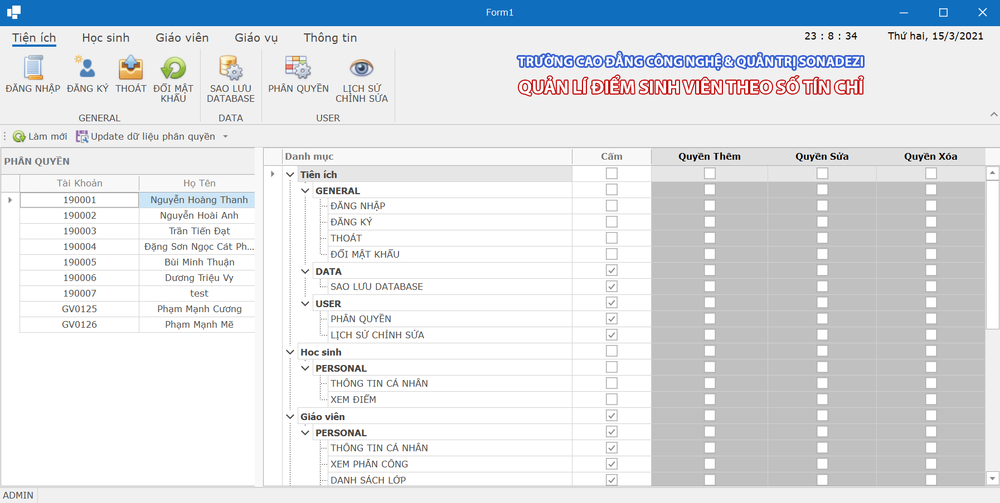 Form1
Tiện ích Học sinh Giáo viên Giáo vụ Thông tin
23 : 8 : 34 Thứ hai, 15/3/2021
TRƯỜNG CAO ĐẲNG CÔNG NGHỆ & QUẢN TRỊ SONADEZI
QUẢN LÍ ĐIỂM SINH VIÊN THEO SỐ TÍN CHỈ
ĐĂNG NHẬP ĐĂNG KÝ THOÁT ĐỔI MẬT KHẨU
SAO LƯU DATABASE
PHÂN QUYỀN LỊCH SỬ CHỈNH SỬA
GENERAL DATA USER
Làm mới Update dữ liệu phân quyền
PHÂN QUYỀN
Tài Khoản Họ Tên
190001 Nguyễn Hoàng Thanh
190002 Nguyễn Hoài Anh
190003 Trần Tiến Đạt
190004 Đặng Sơn Ngọc Cát Ph...
190005 Bùi Minh Thuận
190006 Dương Triệu Vy
190007 test
GV0125 Phạm Mạnh Cương
GV0126 Phạm Mạnh Mẽ
Danh mục Cấm Quyền Thêm Quyền Sửa Quyền Xóa
Tiên ích
GENERAL
ĐĂNG NHẬP
ĐĂNG KÝ
THOÁT
ĐỔI MẬT KHẨU
DATA
SAO LƯU DATABASE
USER
PHÂN QUYỀN
LỊCH SỬ CHỈNH SỬA
Hoc sinh
PERSONAL
THÔNG TIN CÁ NHÂN
XEM ĐIỂM
Giáo viên
PERSONAL
THÔNG TIN CÁ NHÂN
XEM PHÂN CÔNG
DANH SÁCH LỚP
ADMIN